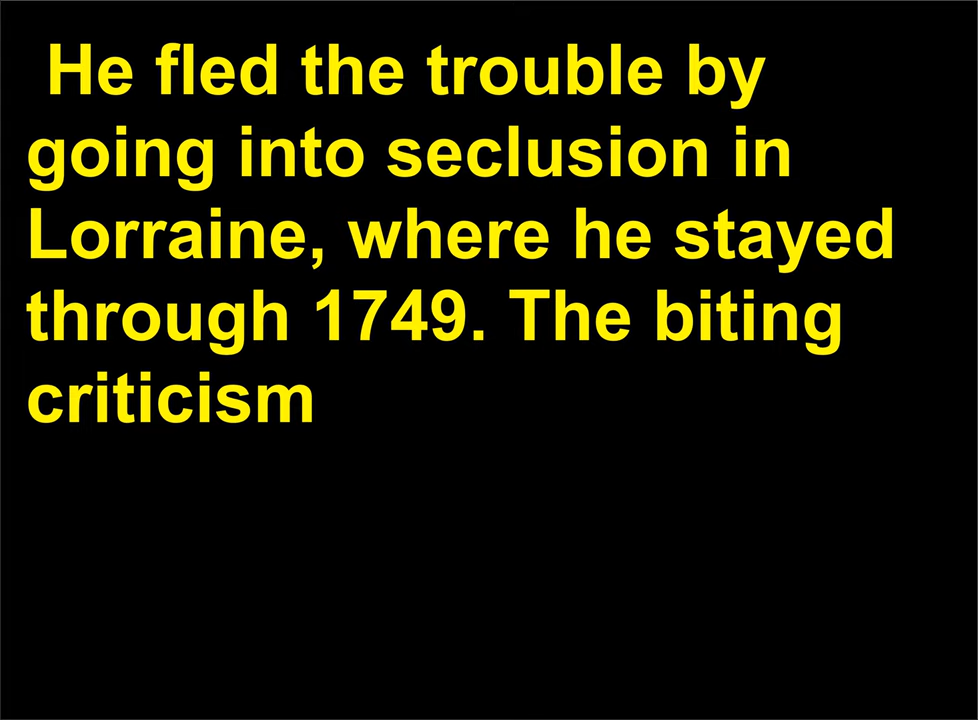 He fled the trouble by
going into seclusion in
Lorraine, where he stayed
through 1749. The biting
criticism